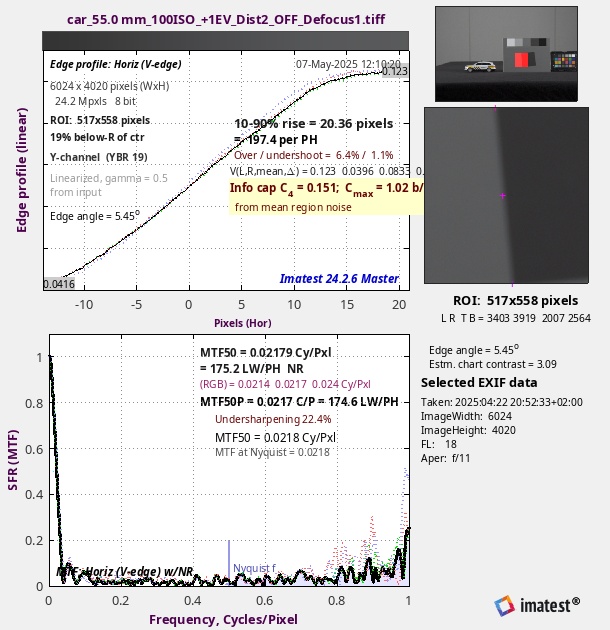 car_55.0 mm_100ISO_+1EV_Dist2_OFF_Defocus1.tiff
Edge profile: Horiz (V-edge)
07-May-2025 12:10:20
0.123
6024 x 4020 pixels (WxH)
24.2 Mpxls   8 bit
ROI:  517x558 pixels
19% below-R of ctr
Y-channel  (YBR 19)
Linearized, gamma = 0.5
from input
Edge angle = 5.45o
10-90% rise = 20.36 pixels
= 197.4 per PH
Over / undershoot =  6.4% /  1.1%
V(L,R,mean,Δ) = 0.123  0.0396  0.0833  0.
Info cap C4 = 0.151;  Cmax = 1.02 b/
from mean region noise
0.0416
Imatest 24.2.6 Master
Edge profile (linear)
-10 -5 0 5 10 15 20
Pixels (Hor)
ROI:  517x558 pixels
L R  T B = 3403 3919  2007 2564
Edge angle = 5.45o
Estm. chart contrast = 3.09
Selected EXIF data
Taken: 2025:04:22 20:52:33+02:00
ImageWidth:  6024
ImageHeight:  4020
FL:   18
Aper:  f/11
MTF50 = 0.02179 Cy/Pxl
= 175.2 LW/PH  NR
(RGB) = 0.0214  0.0217  0.024 Cy/Pxl
MTF50P = 0.0217 C/P = 174.6 LW/PH
Undersharpening 22.4%
MTF50 = 0.0218 Cy/Pxl
MTF at Nyquist = 0.0218
1
0.8
0.6
0.4
0.2
0
SFR (MTF)
MTF: Horiz (V-edge) w/NR
Nyquist f
0 0.2 0.4 0.6 0.8 1
Frequency, Cycles/Pixel
imatest®